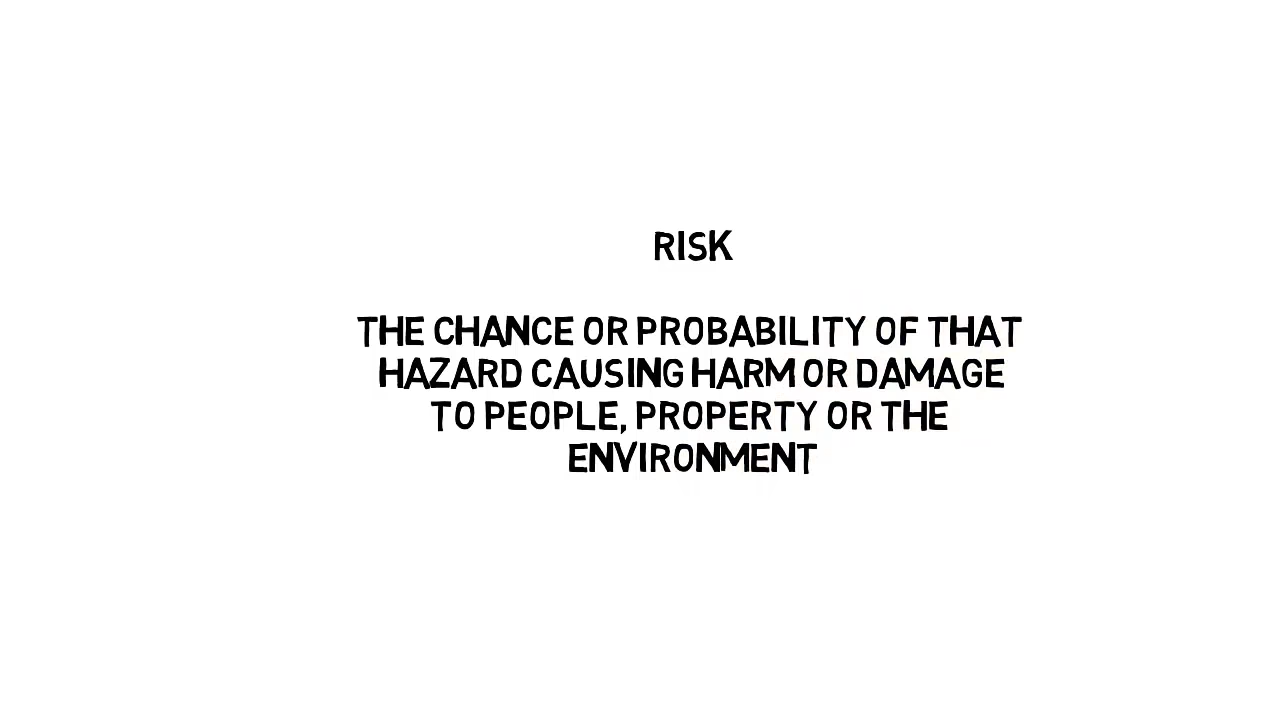 RISK
THE CHANCE OR PROBABILITY OF THAT
HAZARD CAUSING HARM OR DAMAGE
TO PEOPLE, PROPERTY OR THE
ENVIRONMENT